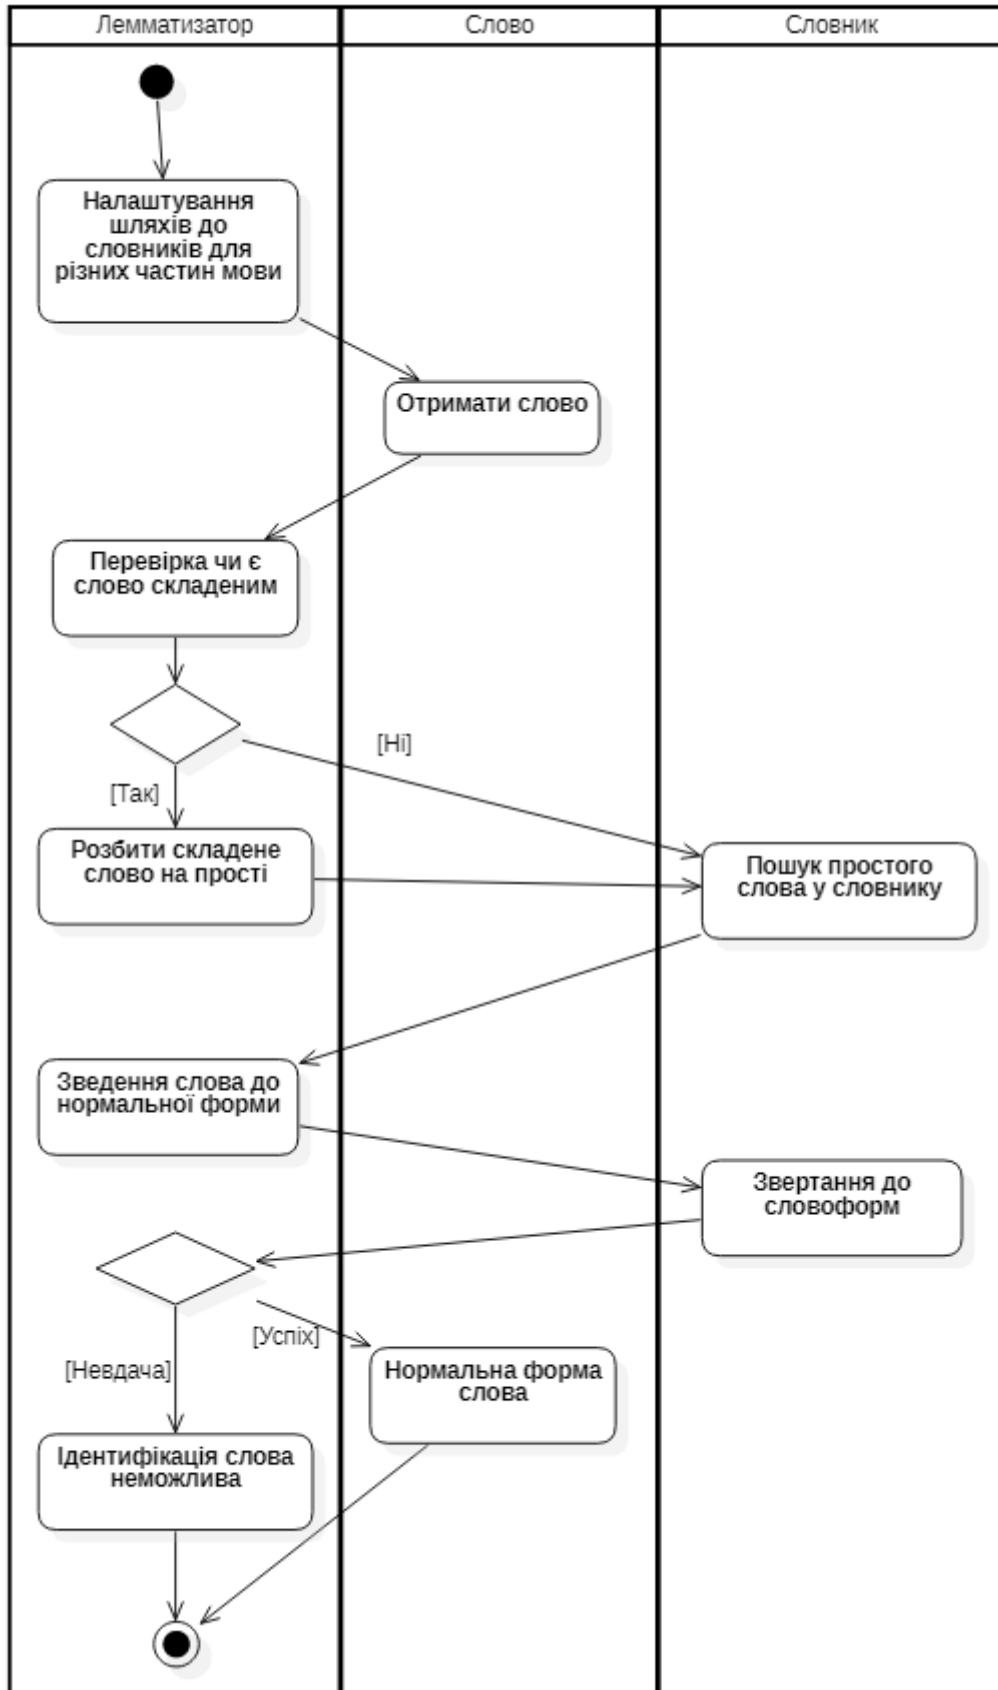 Лемматизатор
Слово
Словник
Налаштування
шляхів до
словників для
різних частин мови
Отримати слово
Перевірка чи є
слово складеним
[Ні]
[Так]
Розбити складене
слово на прості
Пошук простого
слова у словнику
Зведення слова до
нормальної форми
Звертання до
словоформ
[Успіх]
[Невдача]
Нормальна форма
слова
Ідентифікація слова
неможлива